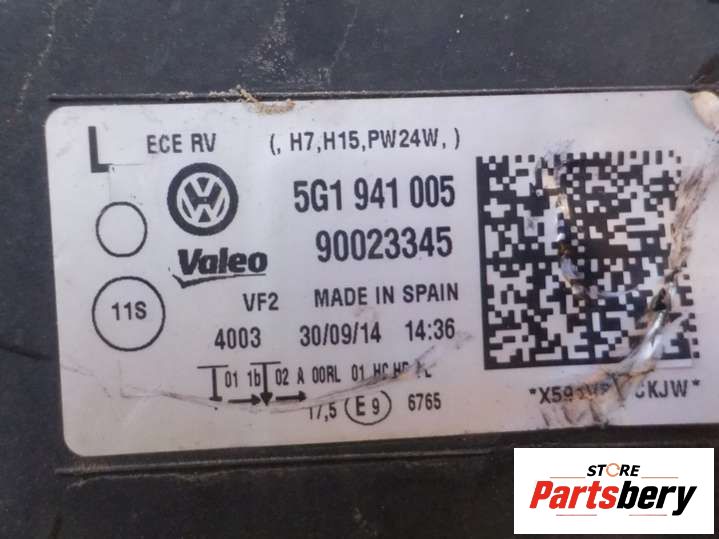 L ECE RV (, H7,H15,PW24W, )
5G1 941 005
Valeo 90023345
11S VF2 MADE IN SPAIN
4003 30/09/14 14:36
01 1b 02 A 00RL 01 HC
17,5 E9 6765
STORE
Partsbery